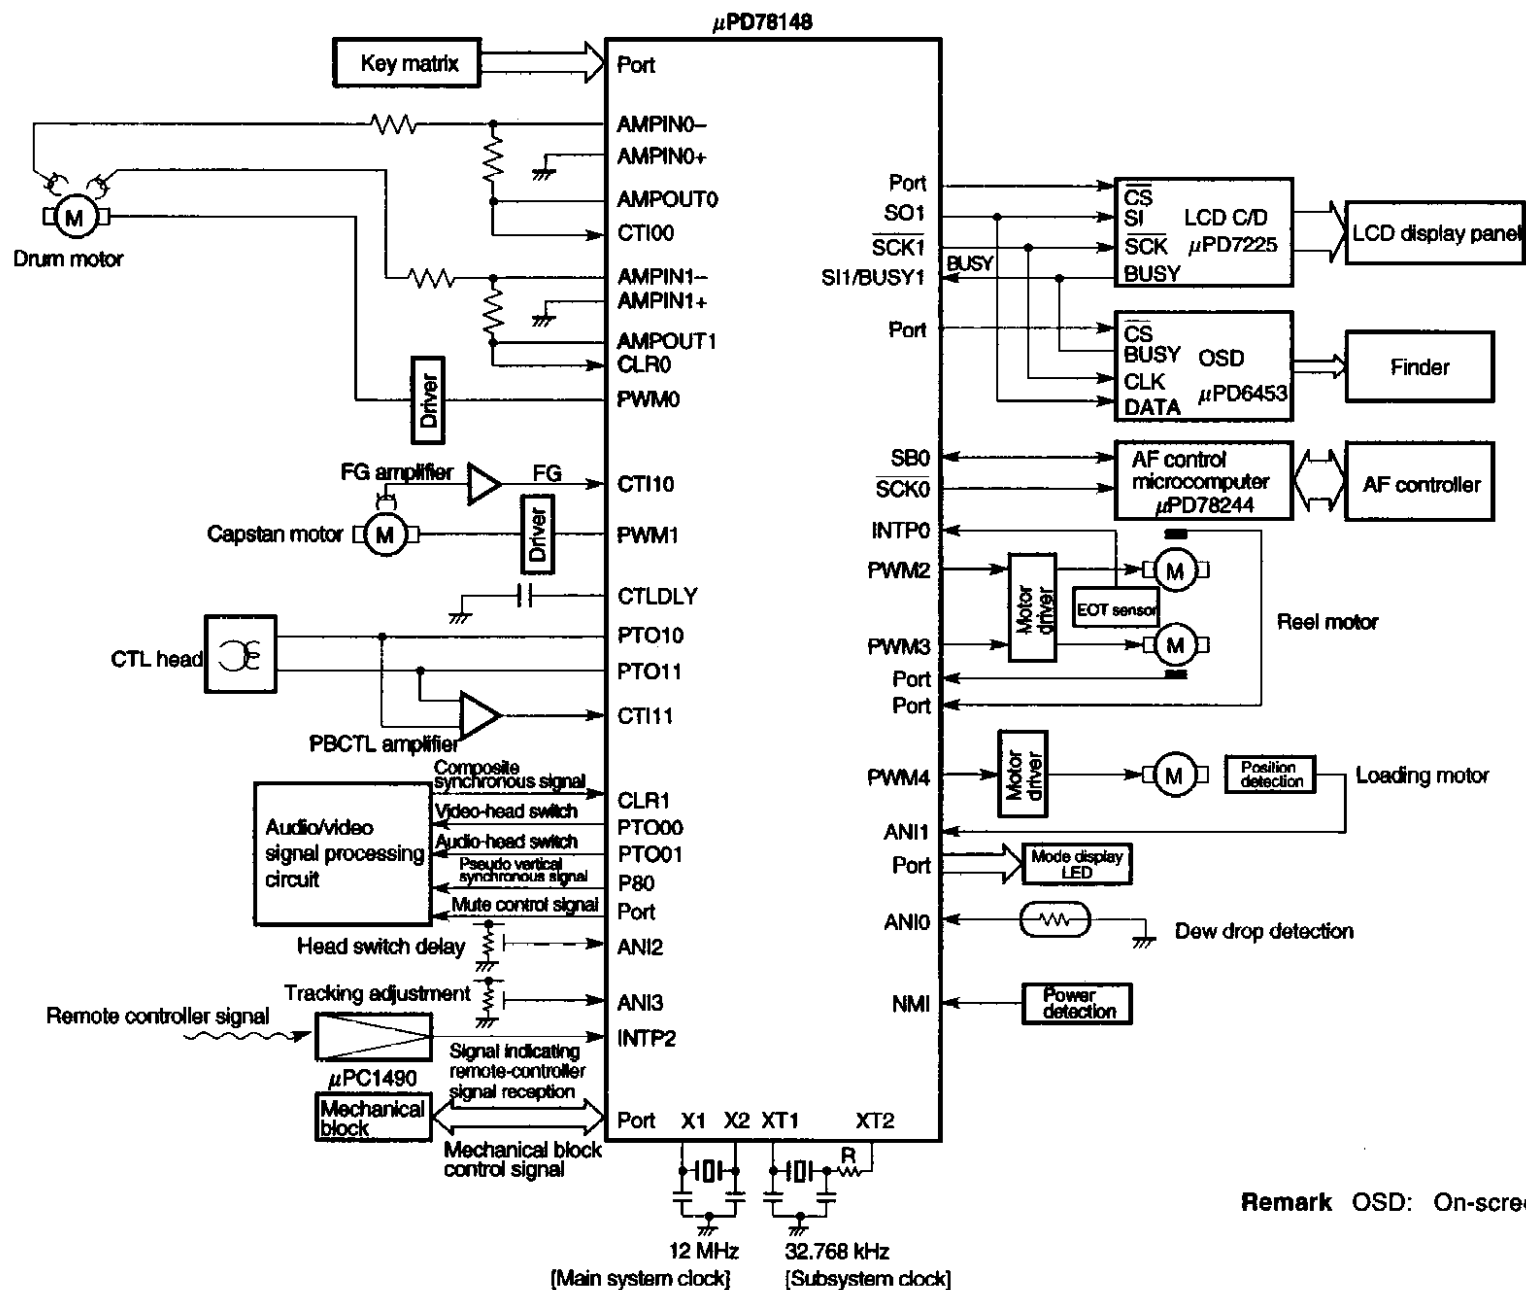 μPD78148
Key matrix
Port
AMPIN0−
AMPIN0+
AMPOUT0
CTI00
M
Drum motor
AMPIN1−
AMPIN1+
AMPOUT1
CLR0
Driver
PWM0
FG amplifier
FG
CTI10
Capstan motor
M
Driver
PWM1
CTLDLY
CTL head
PTO10
PTO11
CTI11
PBCTL amplifier
Composite
synchronous signal
CLR1
Video-head switch
PTO00
Audio-head switch
PTO01
Pseudo vertical
synchronous signal
P80
Mute control signal
Port
Audio/video
signal processing
circuit
Head switch delay
ANI2
Tracking adjustment
ANI3
Remote controller signal
INTP2
μPC1490
Signal indicating
remote-controller
signal reception
Mechanical
block
Port
Mechanical block
control signal
X1 X2 XT1 XT2
R
12 MHz
[Main system clock]
32.768 kHz
[Subsystem clock]
Port
SO1
SCK1
SI1/BUSY1
BUSY
CS
SI
SCK
BUSY
LCD C/D
μPD7225
LCD display panel
Port
CS
BUSY
CLK
DATA
OSD
μPD6453
Finder
SB0
SCK0
AF control
microcomputer
μPD78244
AF controller
INTP0
PWM2
PWM3
Port
Port
Motor
driver
M
EOT sensor
M
Reel motor
PWM4
Motor
driver
M
Position
detection
Loading motor
ANI1
Port
Mode display
LED
ANI0
Dew drop detection
NMI
Power
detection
Remark OSD: